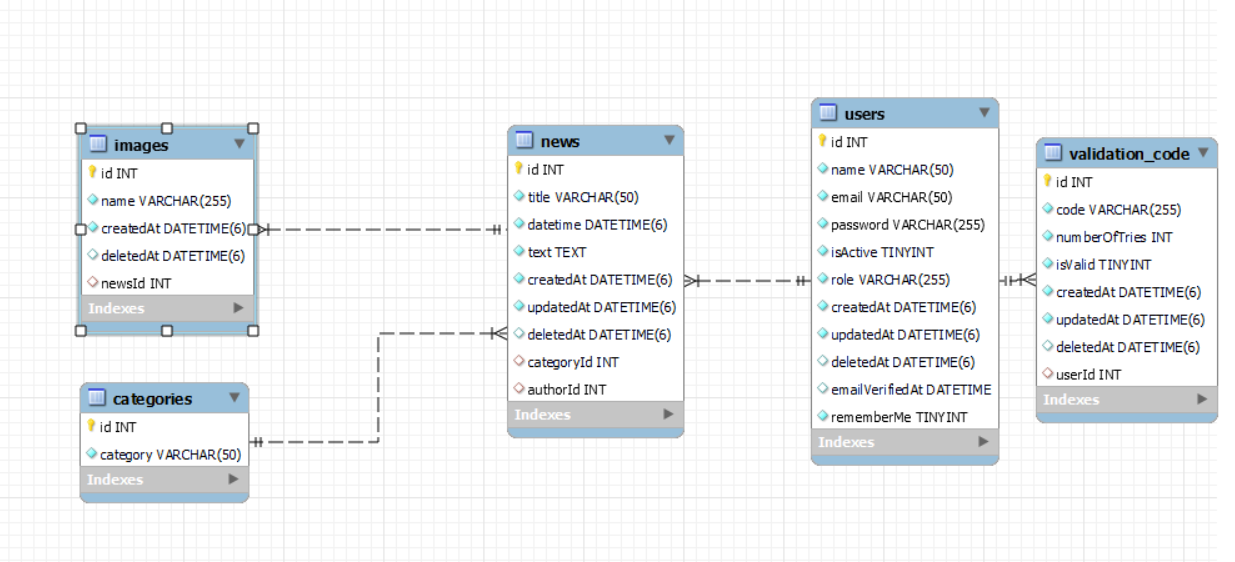 images
id INT
name VARCHAR(255)
createdAt DATETIME(6)
deletedAt DATETIME(6)
newsId INT
Indexes
categories
id INT
category VARCHAR(50)
Indexes
news
id INT
title VARCHAR(50)
datetime DATETIME(6)
text TEXT
createdAt DATETIME(6)
updatedAt DATETIME(6)
deletedAt DATETIME(6)
categoryId INT
authorId INT
Indexes
users
id INT
name VARCHAR(50)
email VARCHAR(50)
password VARCHAR(255)
isActive TINYINT
role VARCHAR(255)
createdAt DATETIME(6)
updatedAt DATETIME(6)
deletedAt DATETIME(6)
emailVerifiedAt DATETIME
rememberMe TINYINT
Indexes
validation_code
id INT
code VARCHAR(255)
numberOfTries INT
isValid TINYINT
createdAt DATETIME(6)
updatedAt DATETIME(6)
deletedAt DATETIME(6)
userId INT
Indexes